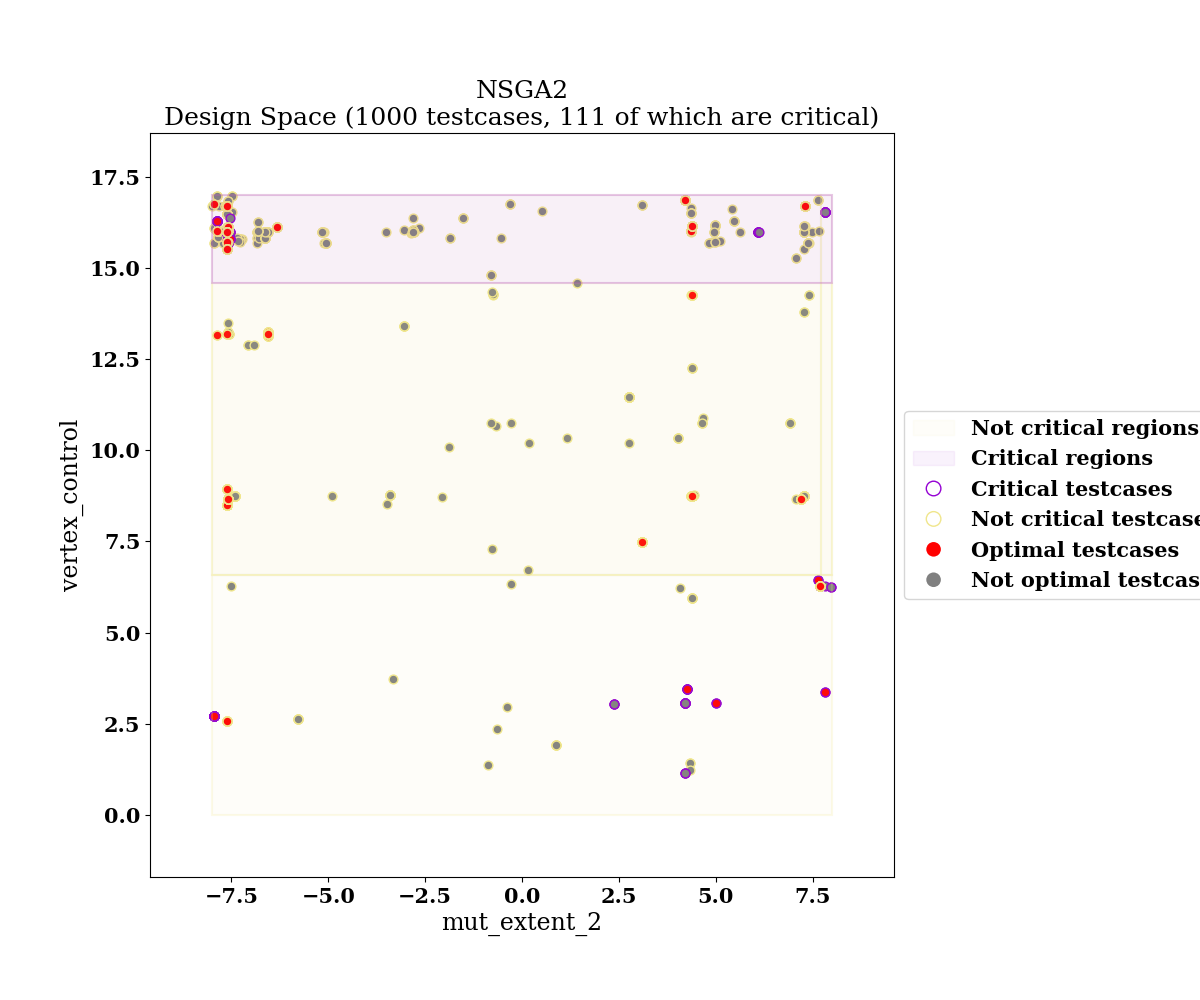 NSGA2
Design Space (1000 testcases, 111 of which are critical)
17.5
15.0
12.5
10.0
7.5
5.0
2.5
0.0
vertex_control
−7.5 −5.0 −2.5 0.0 2.5 5.0 7.5
mut_extent_2
Not critical regions
Critical regions
Critical testcases
Not critical testcase
Optimal testcases
Not optimal testcas